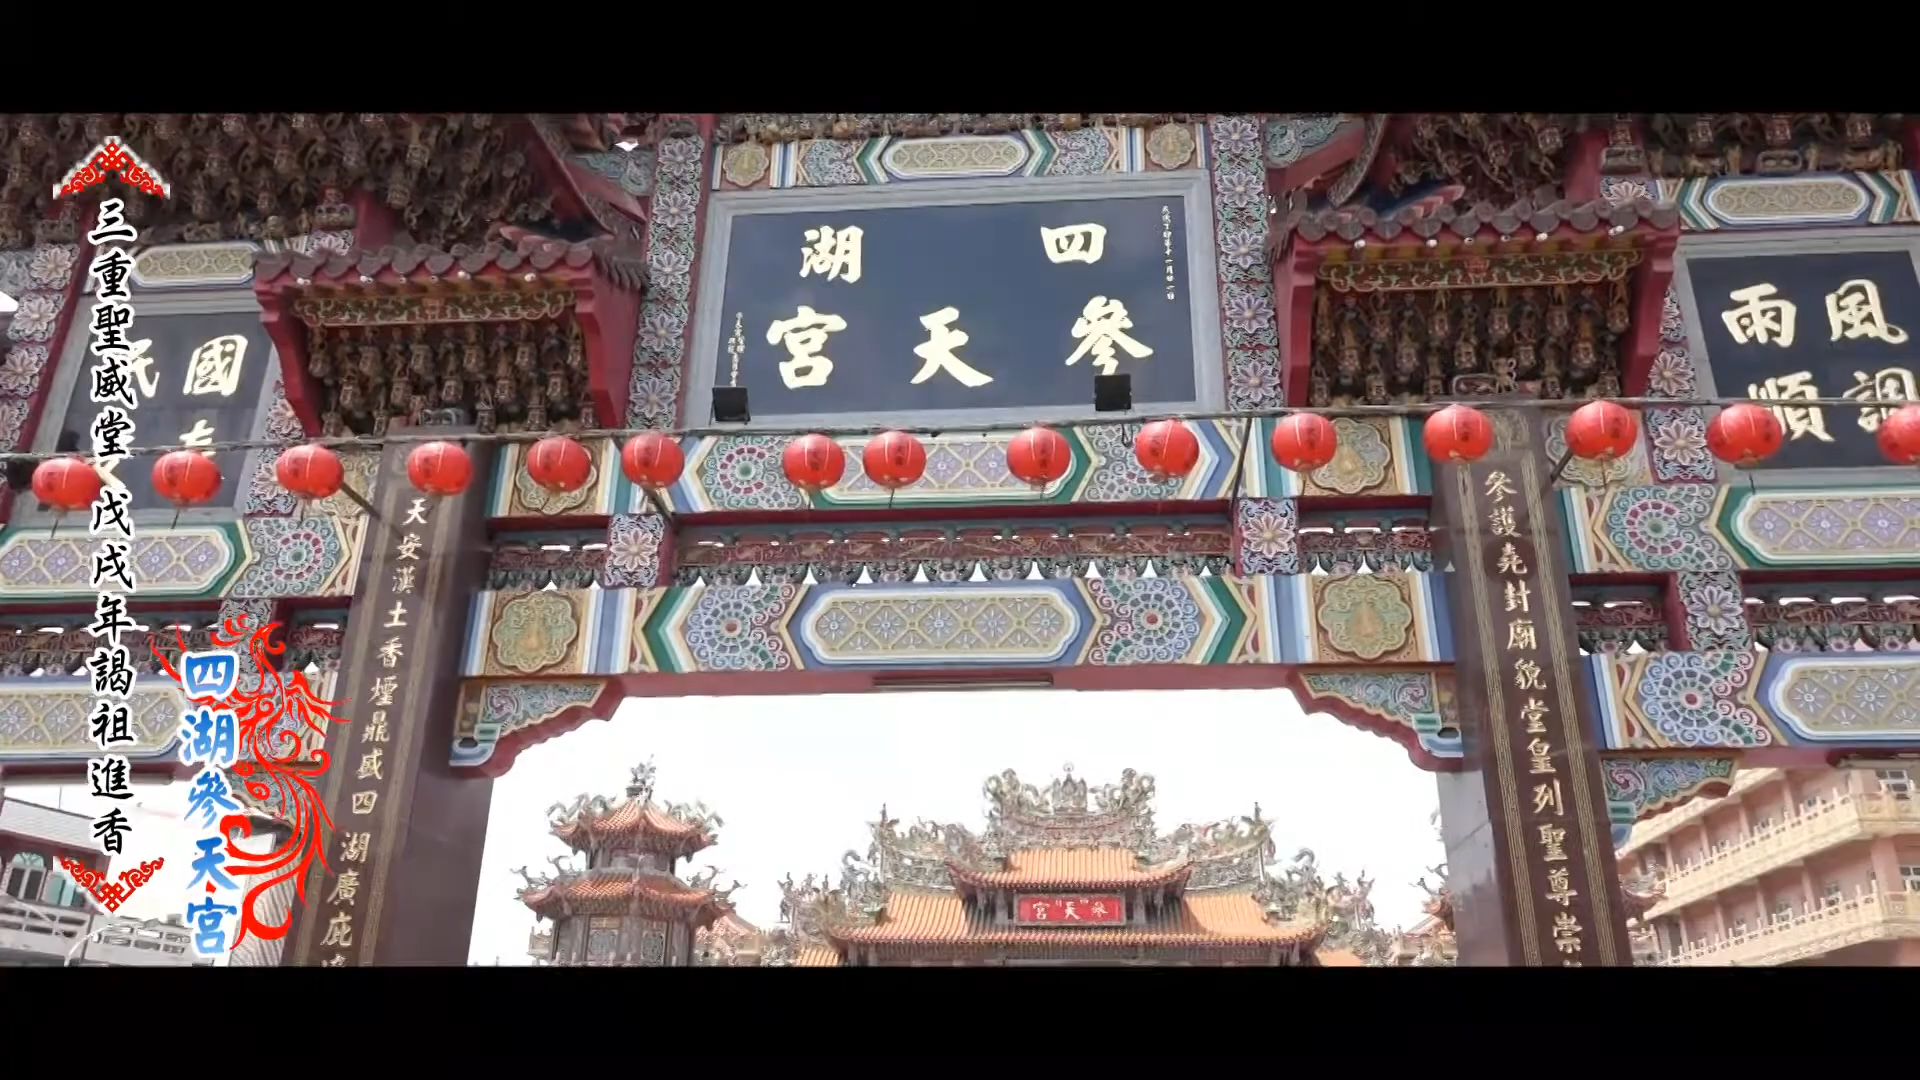 三重聖威堂 戊戌年謁祖進香
四湖參天宮
四湖
參天宮
風調
雨順
國泰
民
天安漢土香煙鼎盛四湖廣庇
參護堯封廟貌堂皇列聖尊崇
參天宮